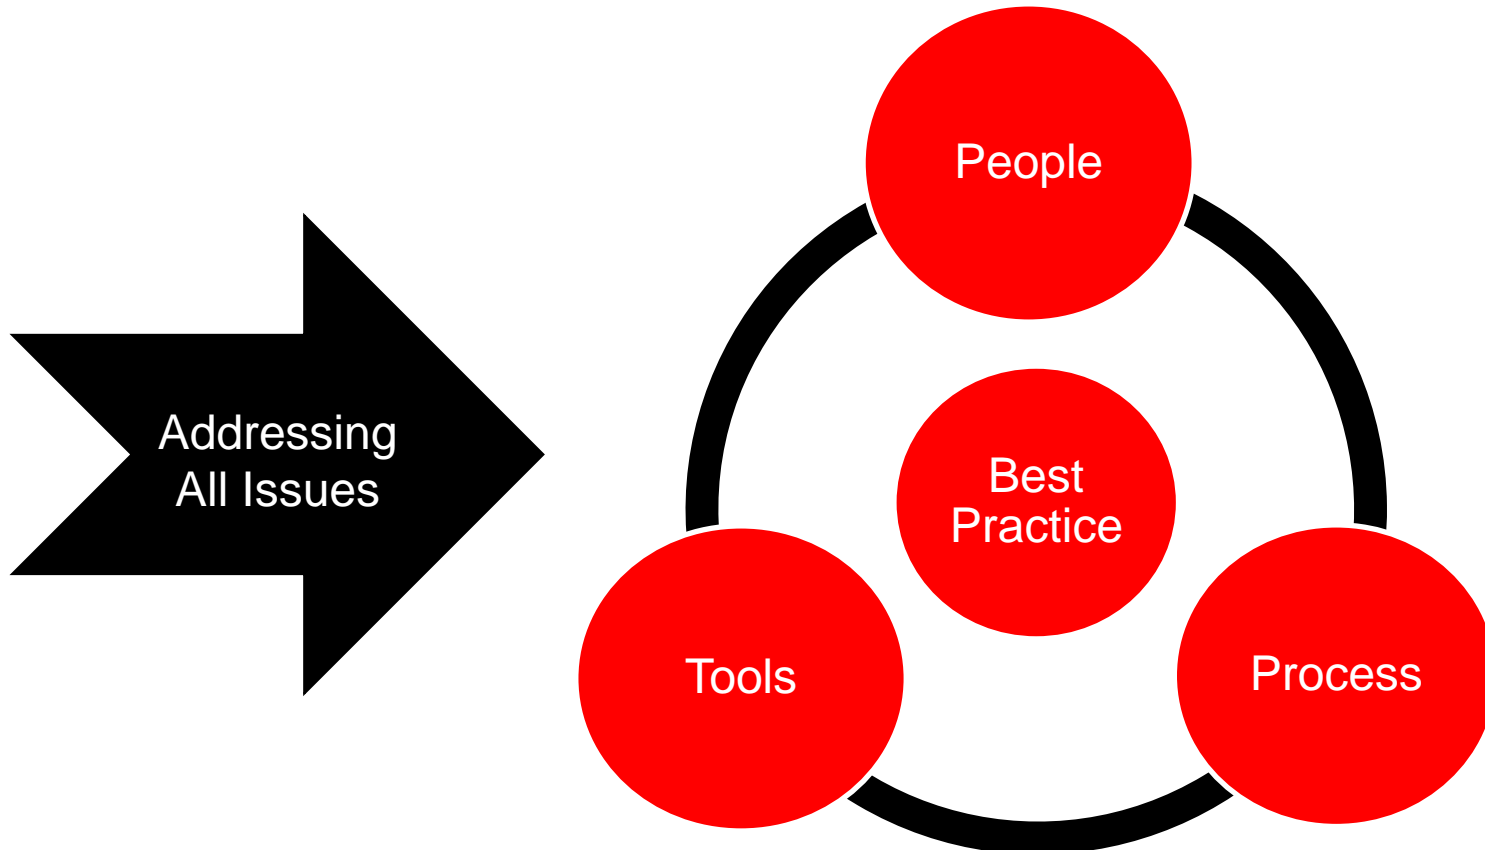 Addressing
All Issues
People
Best
Practice
Tools
Process